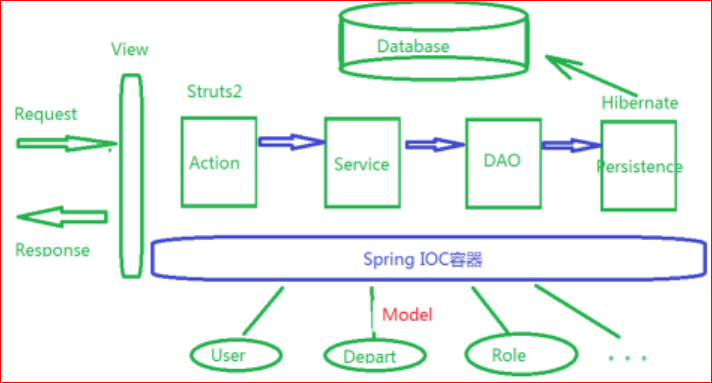 View
Database
Struts2
Request
Hibernate
Action
Service
DAO
Persistence
Response
Spring IOC容器
Model
User
Depart
Role
...